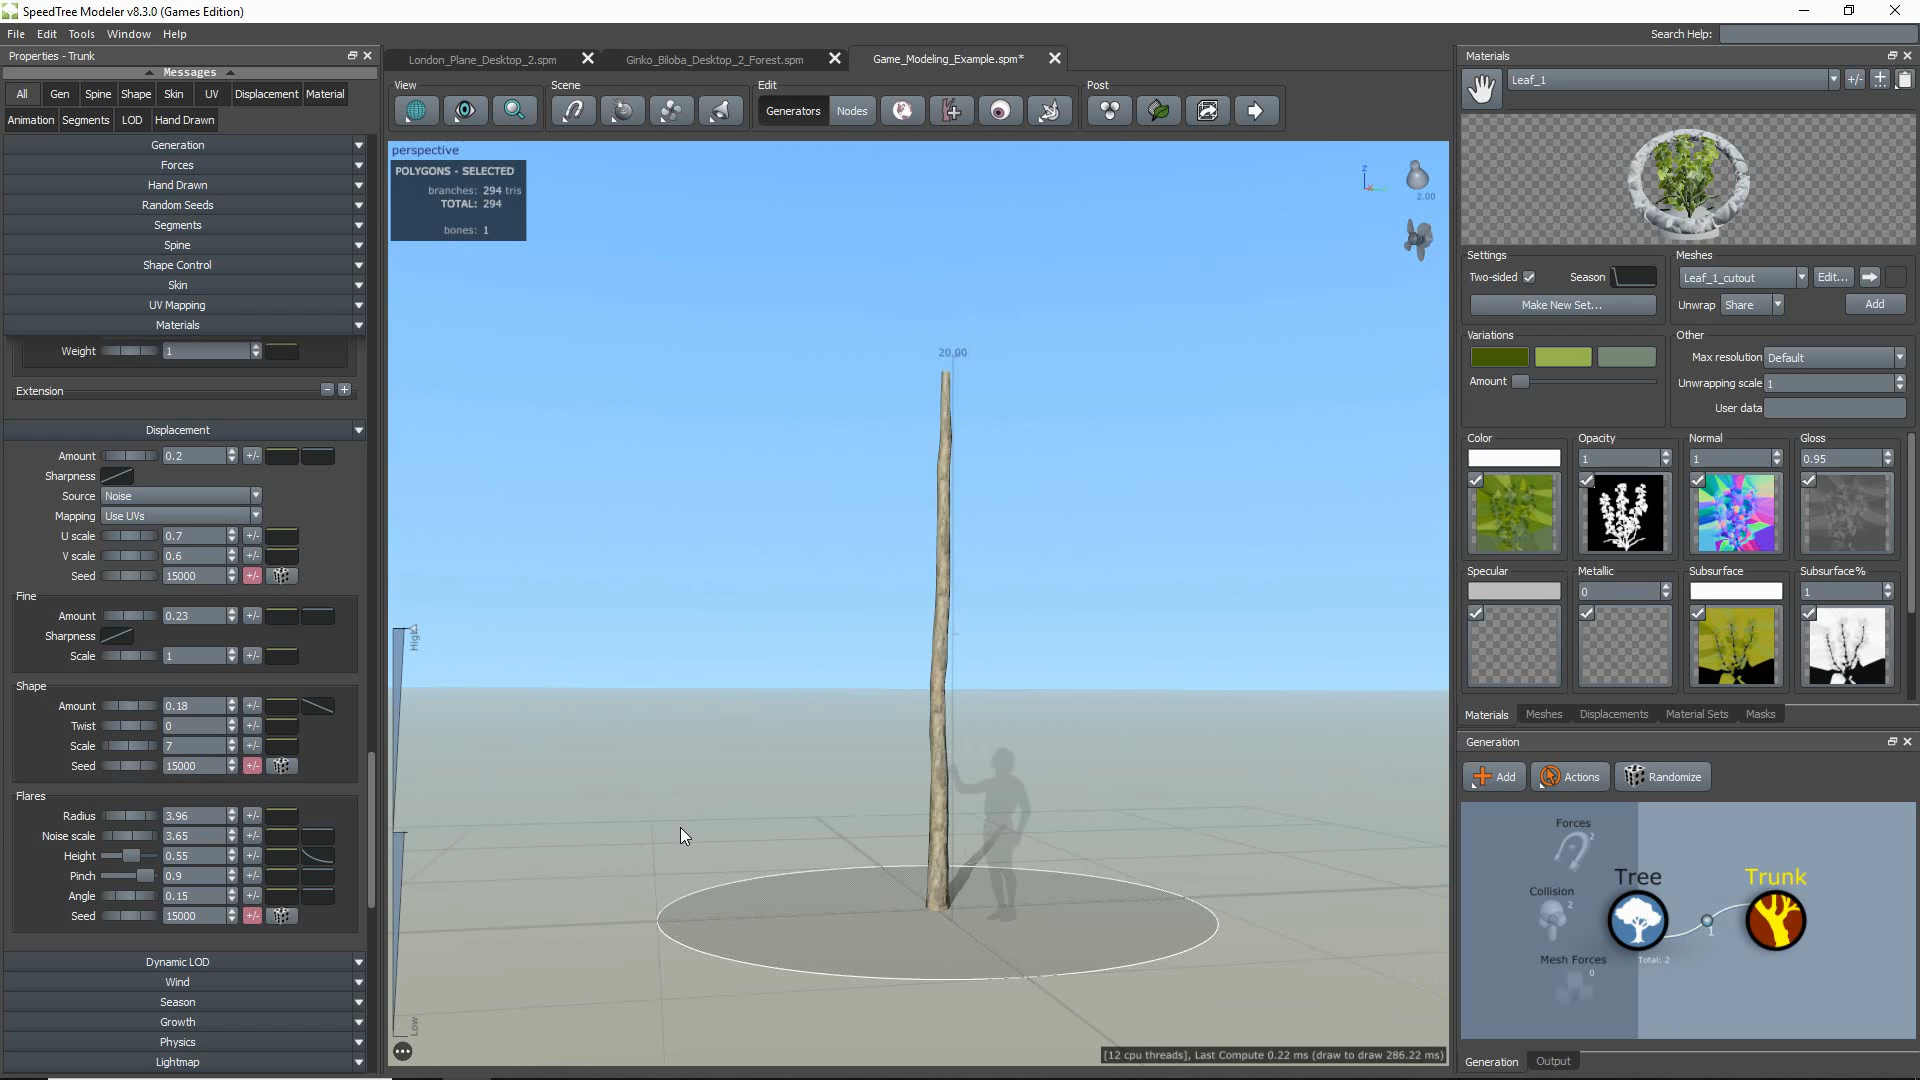 SpeedTree Modeler v8.3.0 (Games Edition)
File Edit Tools Window Help
Search Help:
Properties - Trunk
Messages
All Gen Spine Shape Skin UV Displacement Material
Animation Segments LOD Hand Drawn
Generation
Forces
Hand Drawn
Random Seeds
Segments
Spine
Shape Control
Skin
UV Mapping
Materials
Weight 1
Extension - +
Displacement
Amount 0.2 +/-
Sharpness
Source Noise
Mapping Use UVs
U scale 0.7 +/-
V scale 0.6 +/-
Seed 15000 +/-
Fine
Amount 0.23 +/-
Sharpness
Scale 1 +/-
Shape
Amount 0.18 +/-
Twist 0 +/-
Scale 7 +/-
Seed 15000 +/-
Flares
Radius 3.96 +/-
Noise scale 3.65 +/-
Height 0.55 +/-
Pinch 0.9 +/-
Angle 0.15 +/-
Seed 15000 +/-
Dynamic LOD
Wind
Season
Growth
Physics
Lightmap
London_Plane_Desktop_2.spm
Ginko_Biloba_Desktop_2_Forest.spm
Game_Modeling_Example.spm*
View Scene Edit Post
Generators Nodes
perspective
POLYGONS - SELECTED
branches: 294 tris
TOTAL: 294
bones: 1
z
x
2.00
20.00
High
Low
[12 cpu threads], Last Compute 0.22 ms (draw to draw 286.22 ms)
Materials
Leaf_1 +/-
Settings
Two-sided Season
Make New Set...
Meshes
Leaf_1_cutout Edit...
Unwrap Share Add
Variations
Amount
Other
Max resolution Default
Unwrapping scale 1
User data
Color Opacity Normal Gloss
1 1 0.95
Specular Metallic Subsurface Subsurface%
0 1
Materials Meshes Displacements Material Sets Masks
Generation
Add Actions Randomize
Forces
2
Collision
2
Mesh Forces
0
Tree
Total: 2
1
Trunk
Generation Output